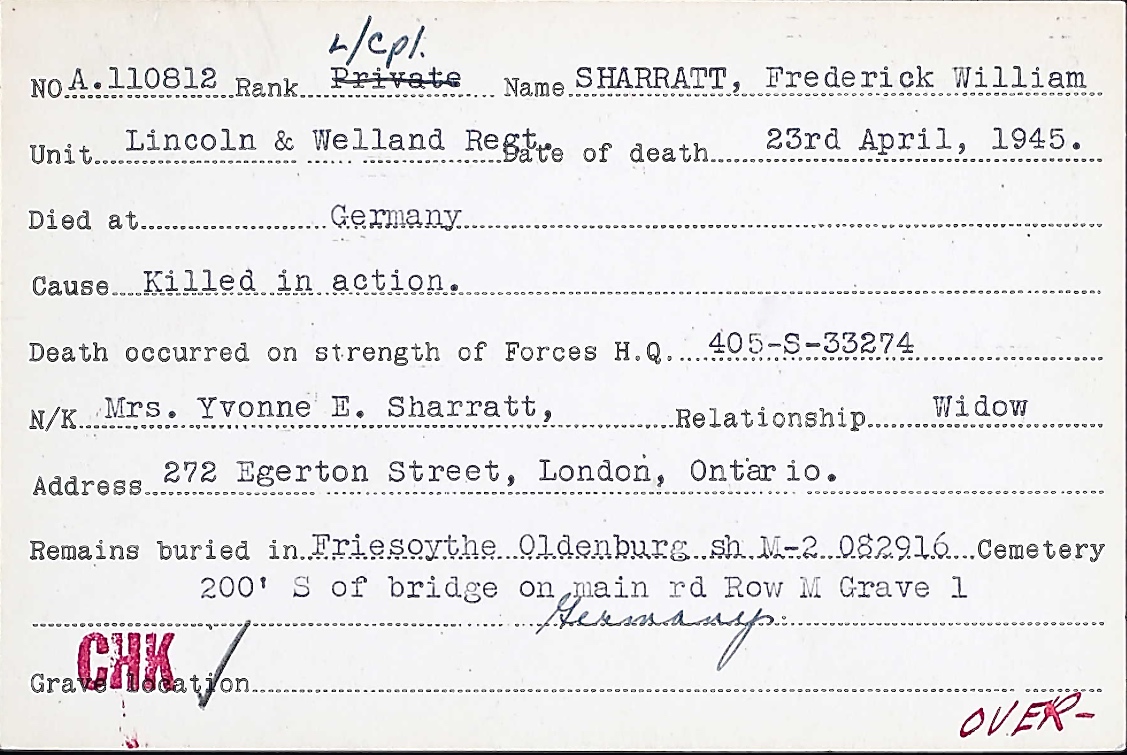 L/Cpl.
NO A.110812 Rank Private Name SHARRATT, Frederick William
Unit Lincoln & Welland Regt. Date of death 23rd April, 1945.
Died at Germany
Cause Killed in action.
Death occurred on strength of Forces H.Q. 405-S-33274
N/K Mrs. Yvonne E. Sharratt, Relationship Widow
Address 272 Egerton Street, London, Ontario.
Remains buried in Friesoythe Oldenburg sh M-2 082916 Cemetery
200' S of bridge on main rd Row M Grave 1
Germany.
CHK
Grave location
OVER-